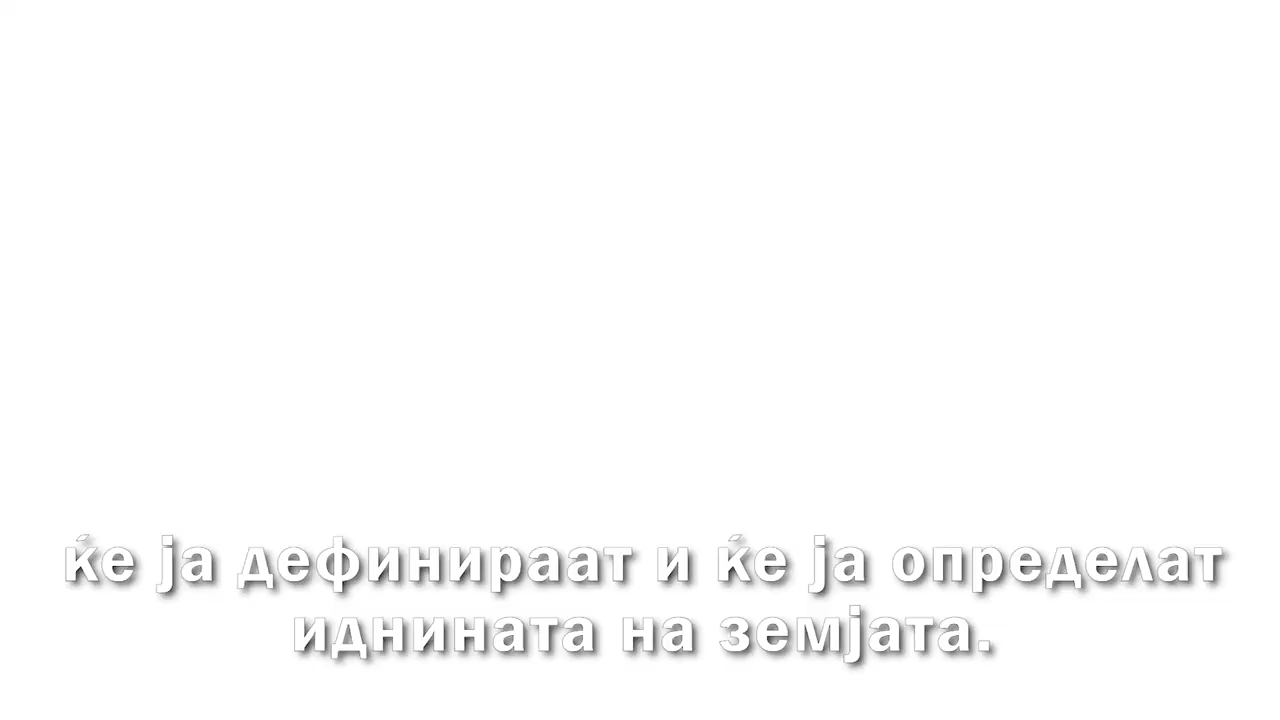 ќе ја дефинираат и ќе ја определат
иднината на земјата.